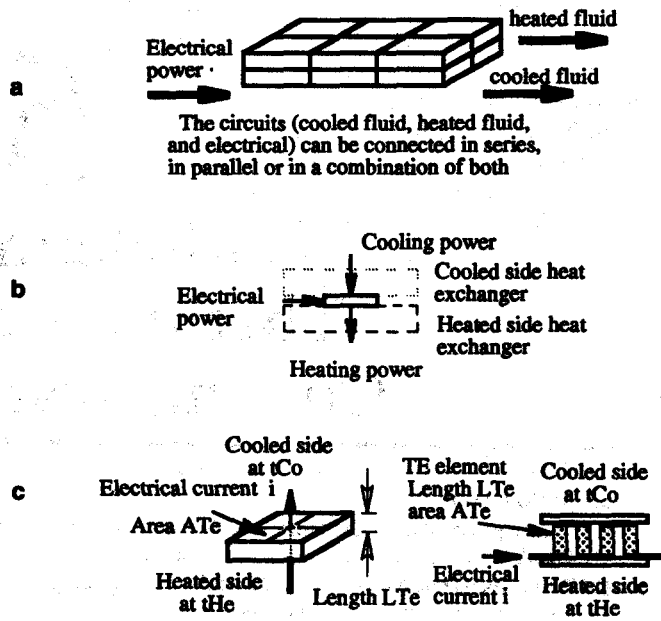 a
Electrical
power
heated fluid
cooled fluid
The circuits (cooled fluid, heated fluid,
and electrical) can be connected in series,
in parallel or in a combination of both
b
Cooling power
Electrical
power
Cooled side heat
exchanger
Heated side heat
exchanger
Heating power
c
Cooled side
at tCo
Electrical current i
Area ATe
Heated side
at tHe
Length LTe
TE element
Length LTe
area ATe
Electrical
current i
Cooled side
at tCo
Heated side
at tHe